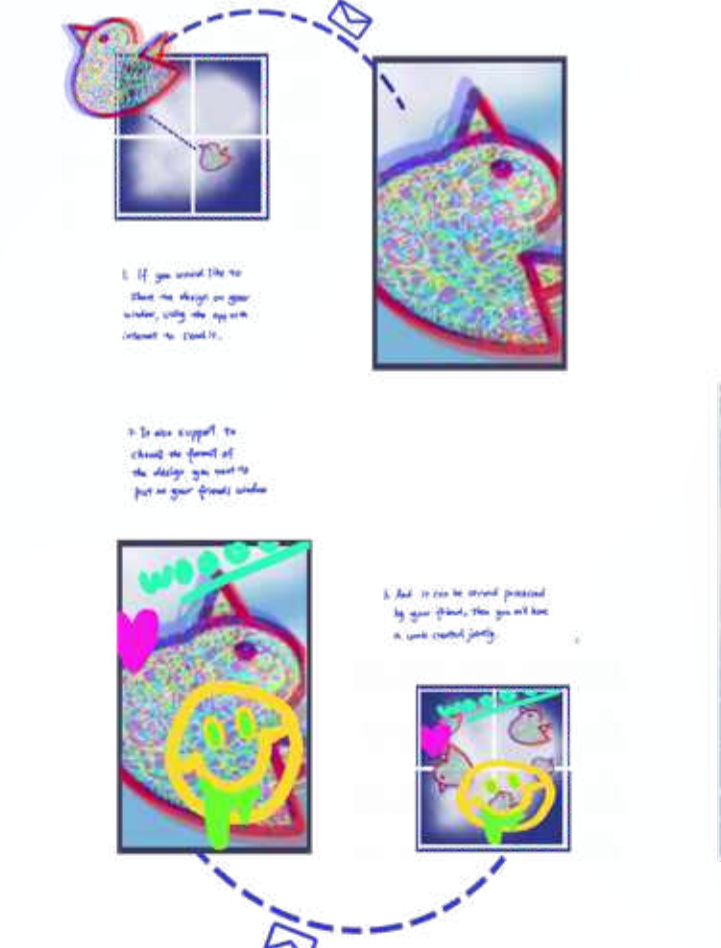 1. If you would like to
share the design on your
window, using the app with
internet to send it.
2. It also support to
the format of
the design you want to
put on your friends window
3. And it can be
by your friend, then you will have
a work created jointly.